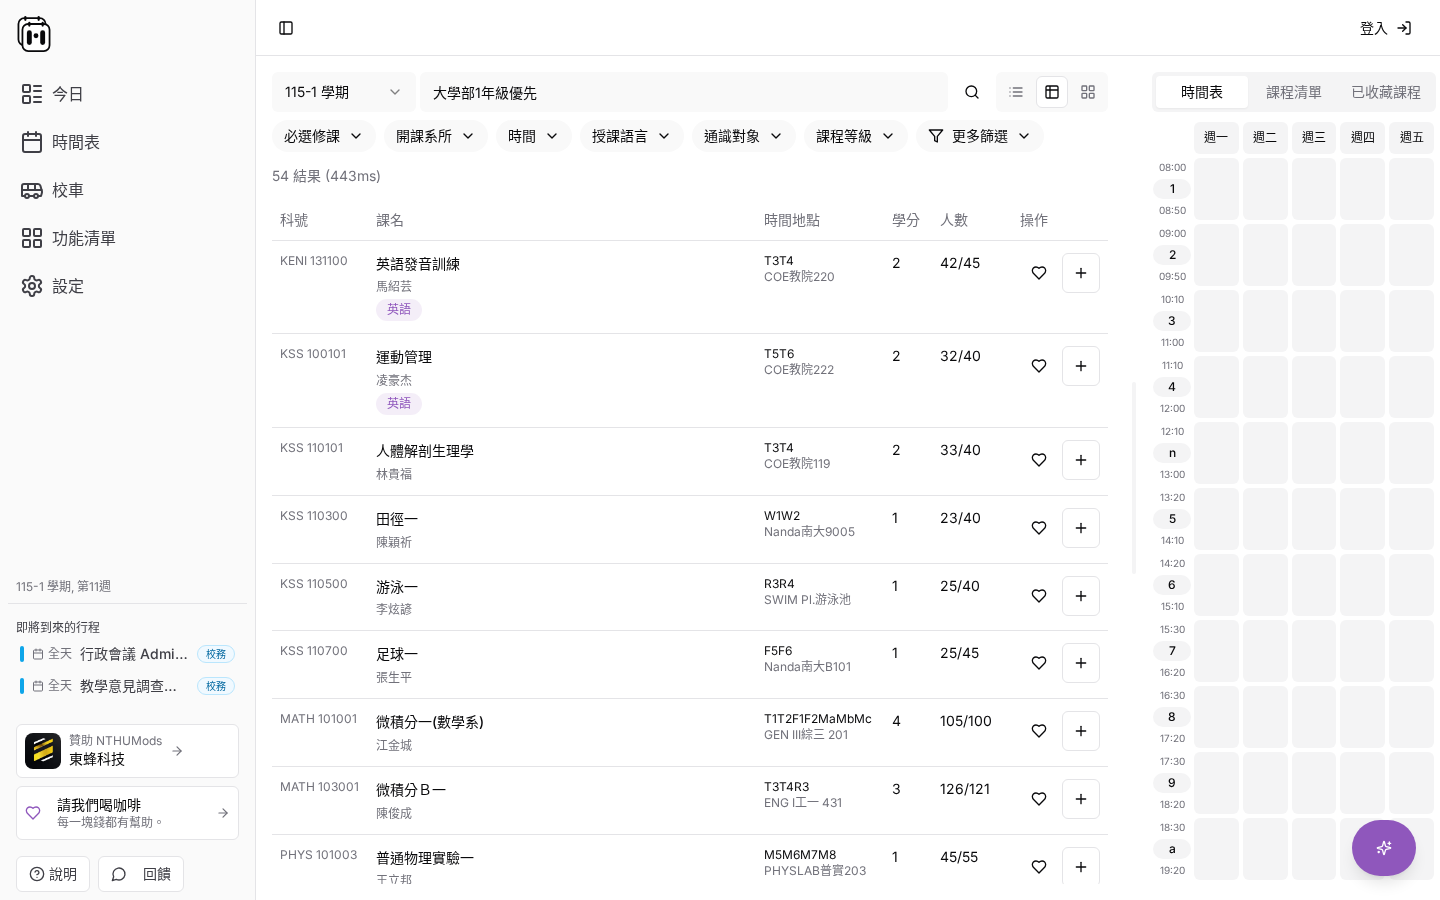 今日
時間表
校車
功能清單
設定
115-1 學期, 第11週
即將到來的行程
全天 行政會議 Admi... 校務
全天 教學意見調查... 校務
贊助 NTHUMods
東蜂科技
請我們喝咖啡
每一塊錢都有幫助。
說明
回饋
登入
115-1 學期
大學部1年級優先
必選修課
開課系所
時間
授課語言
通識對象
課程等級
更多篩選
54 結果 (443ms)
科號 課名 時間地點 學分 人數 操作
KENI 131100 英語發音訓練 T3T4 2 42/45
馬紹芸 COE教院220
英語
KSS 100101 運動管理 T5T6 2 32/40
凌豪杰 COE教院222
英語
KSS 110101 人體解剖生理學 T3T4 2 33/40
林貴福 COE教院119
KSS 110300 田徑一 W1W2 1 23/40
陳穎祈 Nanda南大9005
KSS 110500 游泳一 R3R4 1 25/40
李炫諺 SWIM Pl.游泳池
KSS 110700 足球一 F5F6 1 25/45
張生平 Nanda南大B101
MATH 101001 微積分一(數學系) T1T2F1F2MaMbMc 4 105/100
江金城 GEN III綜三 201
MATH 103001 微積分Ｂ一 T3T4R3 3 126/121
陳俊成 ENG I工一 431
PHYS 101003 普通物理實驗一 M5M6M7M8 1 45/55
王立邦 PHYSLAB普實203
時間表 課程清單 已收藏課程
週一 週二 週三 週四 週五
08:00
1
08:50
09:00
2
09:50
10:10
3
11:00
11:10
4
12:00
12:10
n
13:00
13:20
5
14:10
14:20
6
15:10
15:30
7
16:20
16:30
8
17:20
17:30
9
18:20
18:30
a
19:20